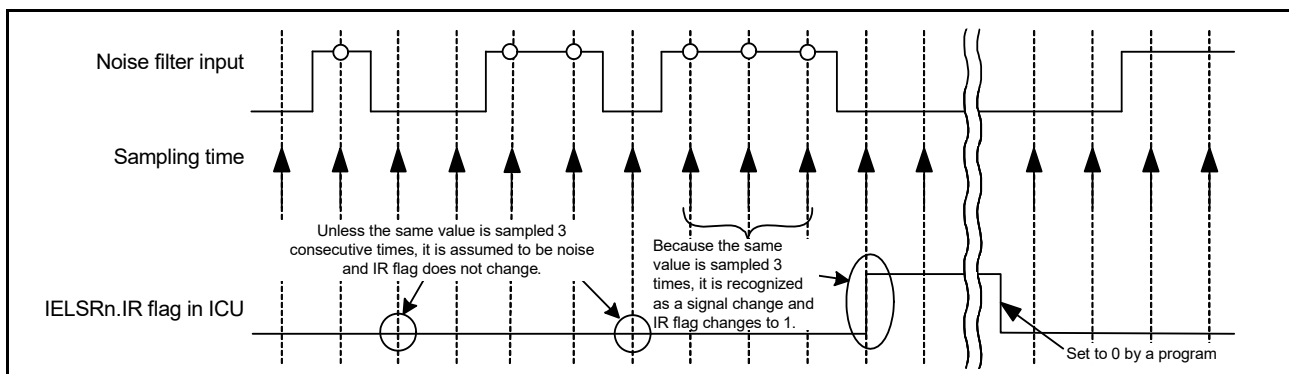 Noise filter input
Sampling time
Unless the same value is sampled 3
consecutive times, it is assumed to be noise
and IR flag does not change.
Because the same
value is sampled 3
times, it is recognized
as a signal change and
IR flag changes to 1.
IELSRn.IR flag in ICU
Set to 0 by a program